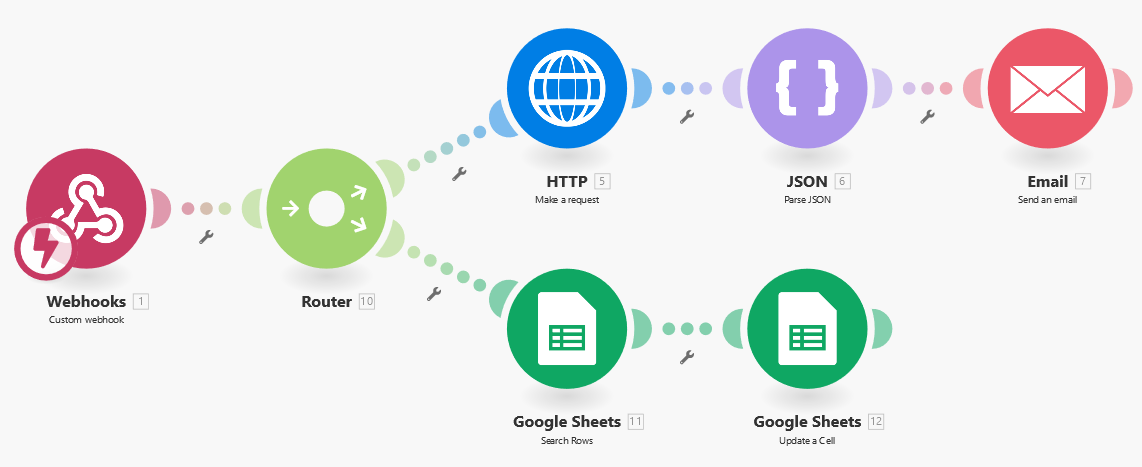 HTTP 5
Make a request
JSON 6
Parse JSON
Email 7
Send an email
Webhooks 1
Custom webhook
Router 10
Google Sheets 11
Search Rows
Google Sheets 12
Update a Cell